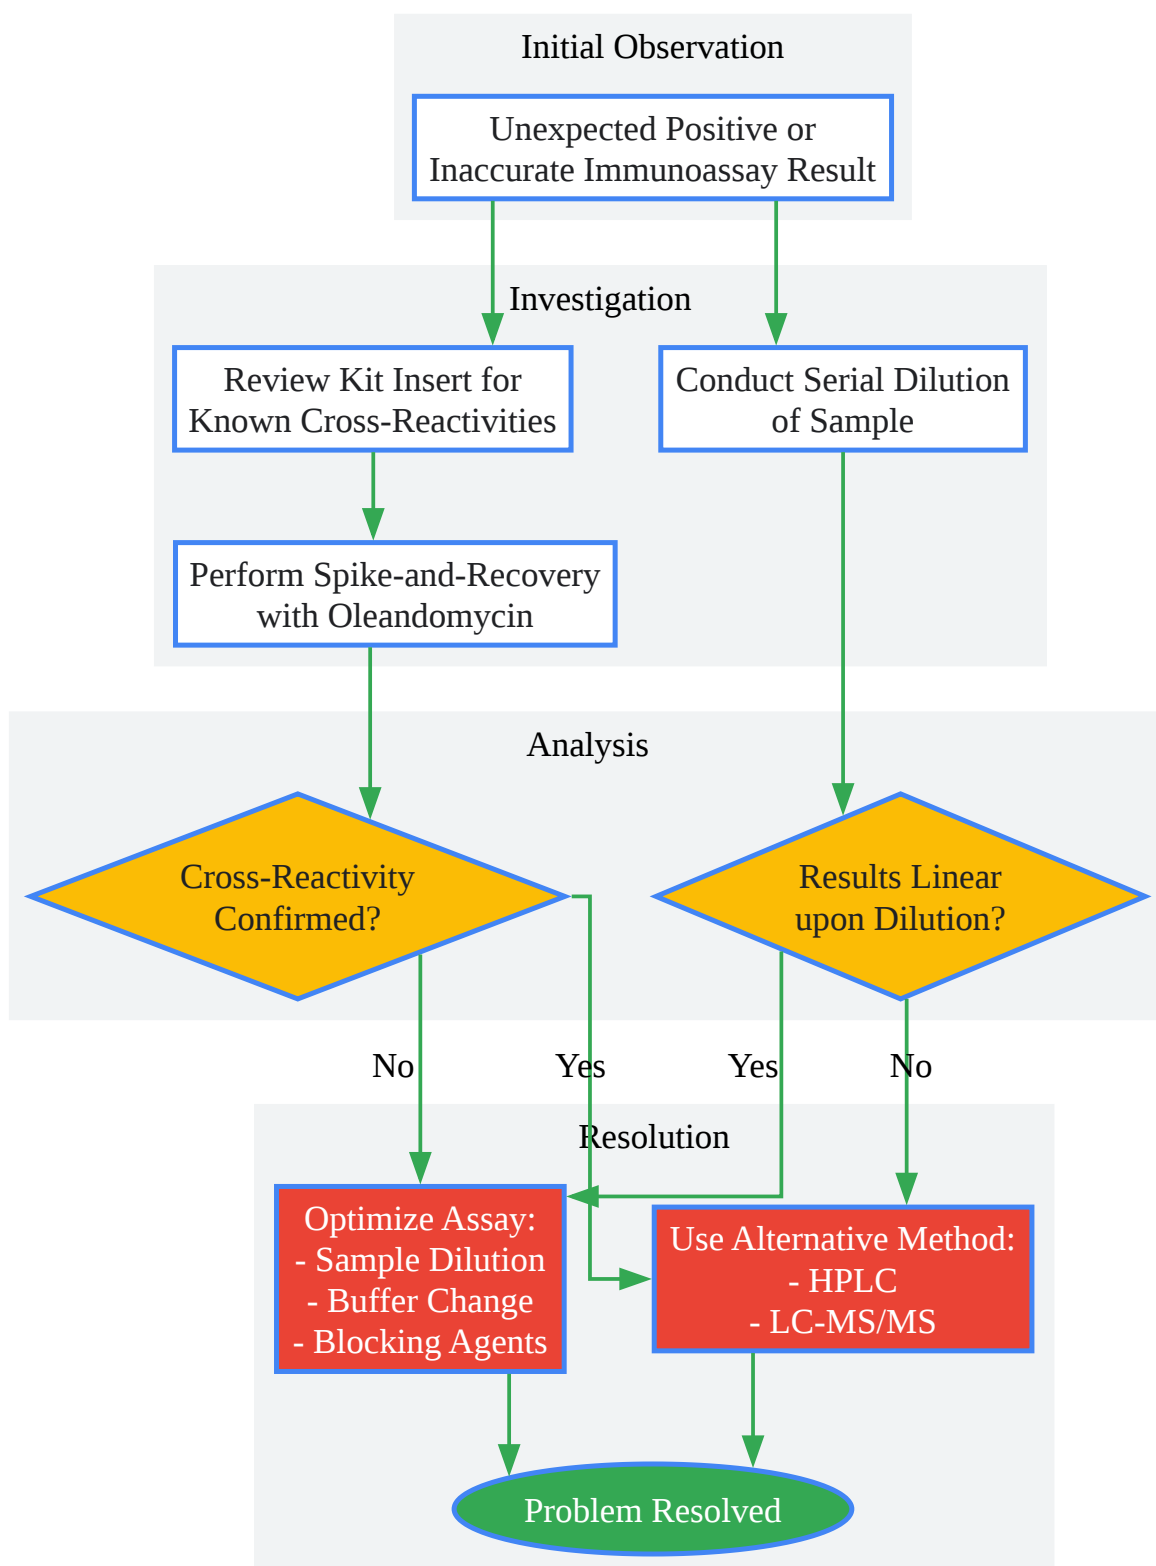 Initial Observation
Unexpected Positive or
Inaccurate Immunoassay Result
Investigation
Review Kit Insert for
Known Cross-Reactivities
Conduct Serial Dilution
of Sample
Perform Spike-and-Recovery
with Oleandomycin
Analysis
Cross-Reactivity
Confirmed?
Results Linear
upon Dilution?
No
Yes
Yes
No
Resolution
Optimize Assay:
- Sample Dilution
- Buffer Change
- Blocking Agents
Use Alternative Method:
- HPLC
- LC-MS/MS
Problem Resolved